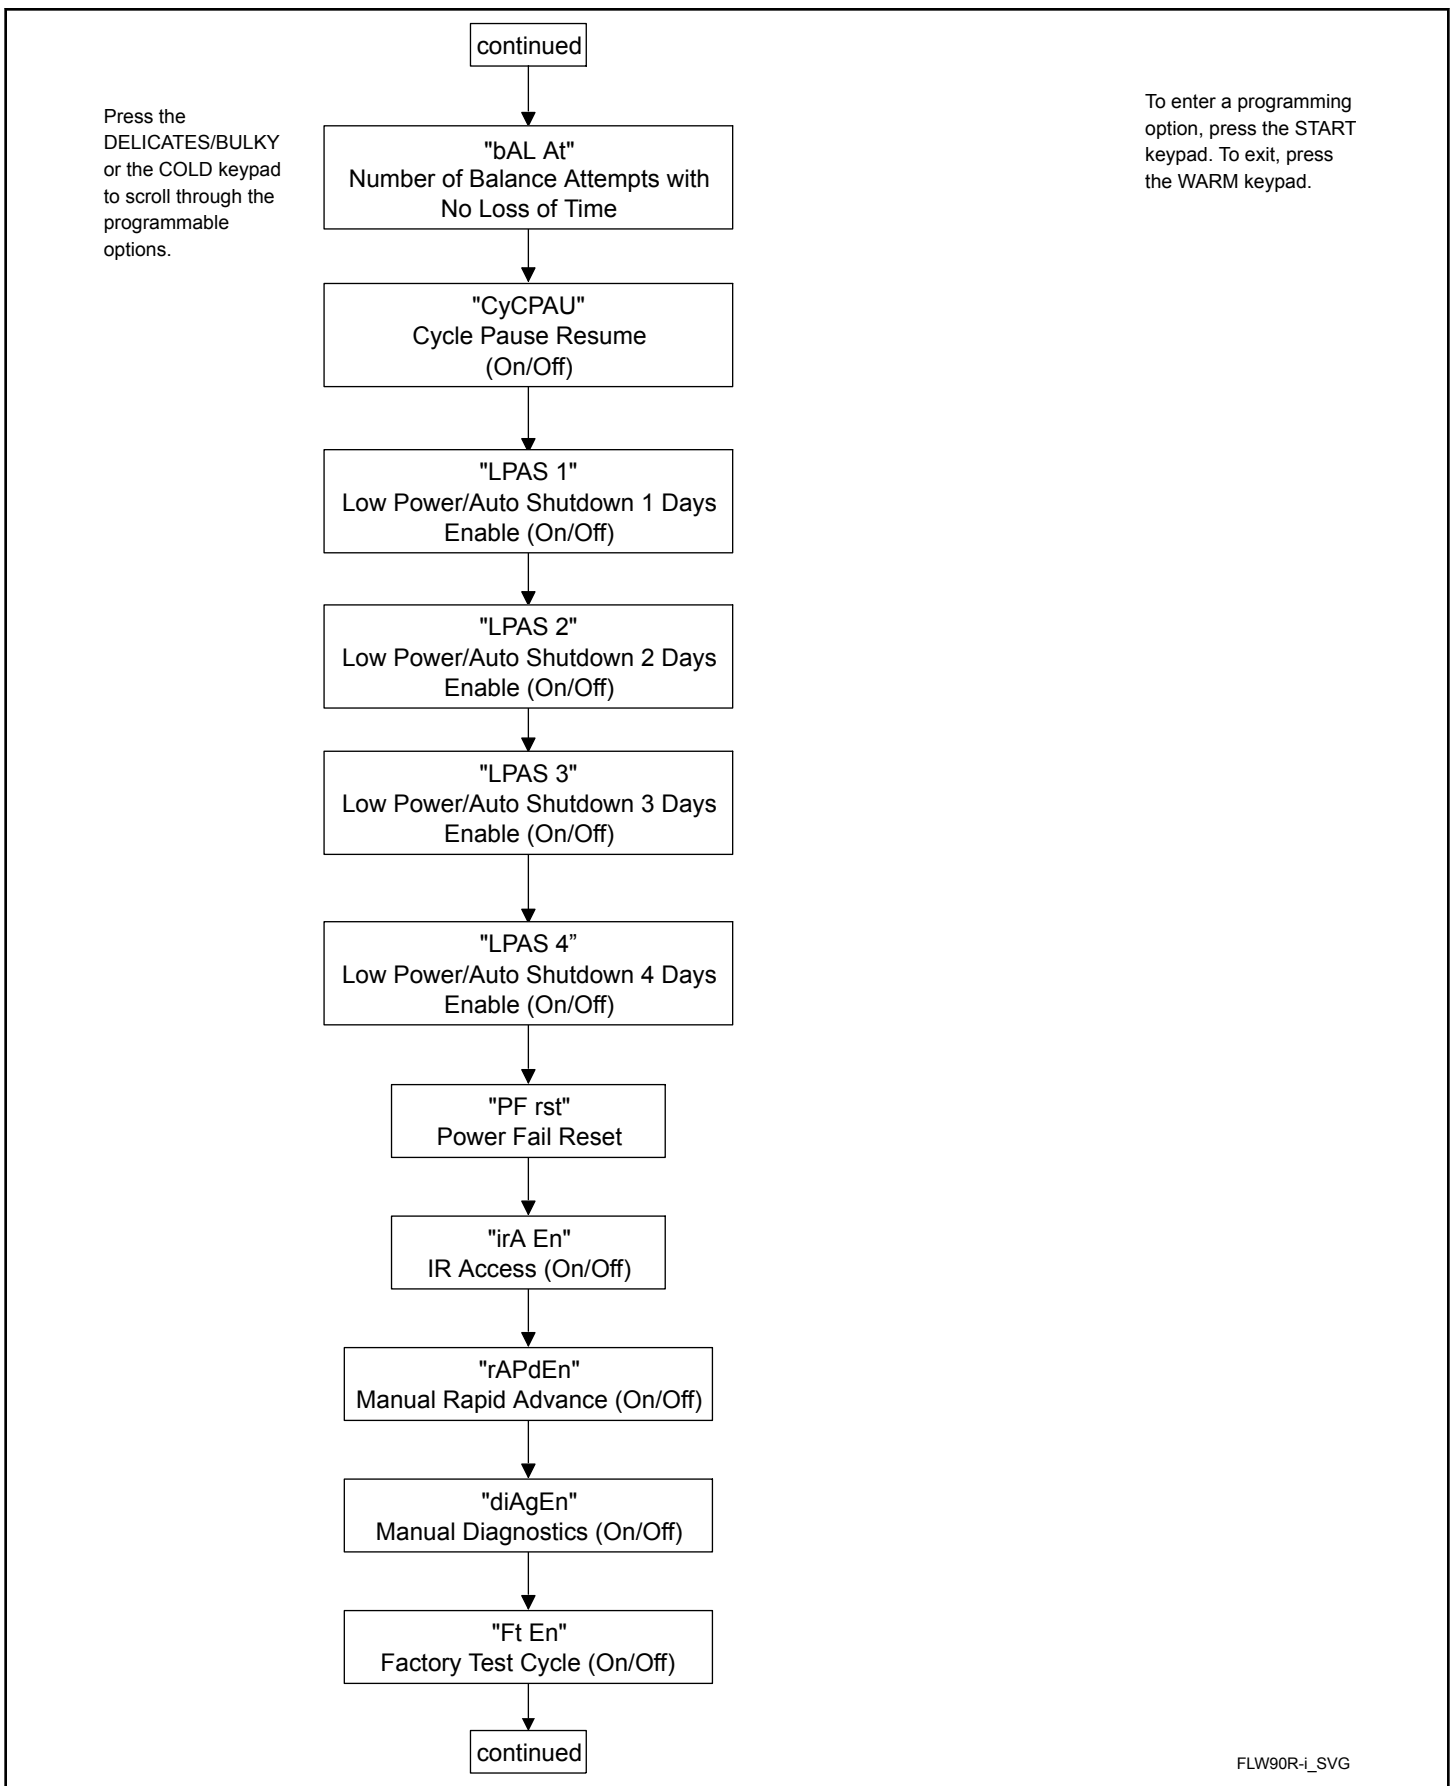 continued
Press the
DELICATES/BULKY
or the COLD keypad
to scroll through the
programmable
options.
To enter a programming
option, press the START
keypad. To exit, press
the WARM keypad.
"bAL At"
Number of Balance Attempts with
No Loss of Time
"CyCPAU"
Cycle Pause Resume
(On/Off)
"LPAS 1"
Low Power/Auto Shutdown 1 Days
Enable (On/Off)
"LPAS 2"
Low Power/Auto Shutdown 2 Days
Enable (On/Off)
"LPAS 3"
Low Power/Auto Shutdown 3 Days
Enable (On/Off)
"LPAS 4”
Low Power/Auto Shutdown 4 Days
Enable (On/Off)
"PF rst"
Power Fail Reset
"irA En"
IR Access (On/Off)
"rAPdEn"
Manual Rapid Advance (On/Off)
"diAgEn"
Manual Diagnostics (On/Off)
"Ft En"
Factory Test Cycle (On/Off)
continued
FLW90R-i_SVG